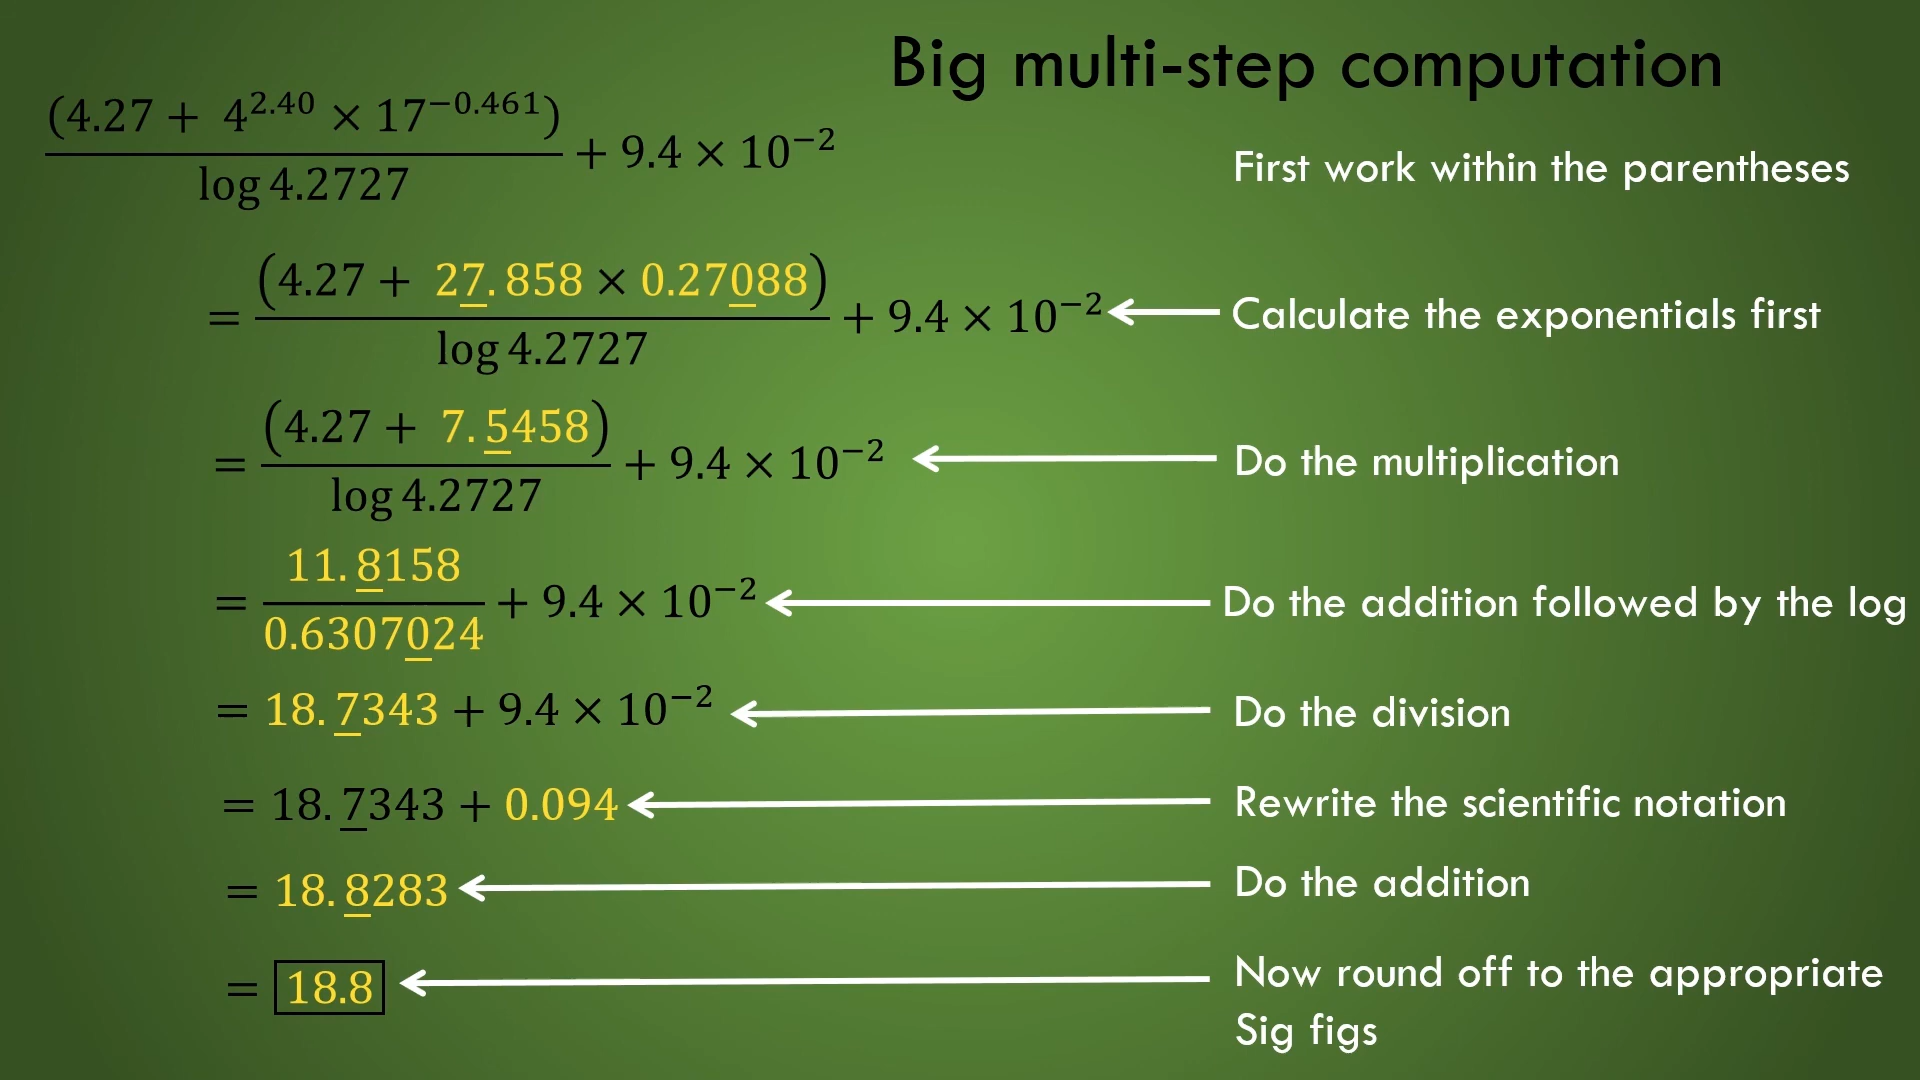 Big multi-step computation
(4.27 + 4^2.40 × 17^−0.461)
log 4.2727
+ 9.4 × 10^−2
First work within the parentheses
= (4.27 + 27.858 × 0.27088)
log 4.2727
+ 9.4 × 10^−2
Calculate the exponentials first
= (4.27 + 7.5458)
log 4.2727
+ 9.4 × 10^−2
Do the multiplication
= 11.8158
0.6307024
+ 9.4 × 10^−2
Do the addition followed by the log
= 18.7343 + 9.4 × 10^−2
Do the division
= 18.7343 + 0.094
Rewrite the scientific notation
= 18.8283
Do the addition
= 18.8
Now round off to the appropriate
Sig figs